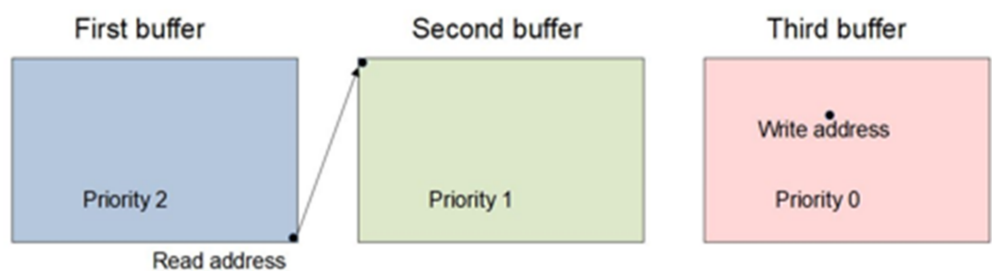 First buffer
Second buffer
Third buffer
Write address
Priority 2
Priority 1
Priority 0
Read address